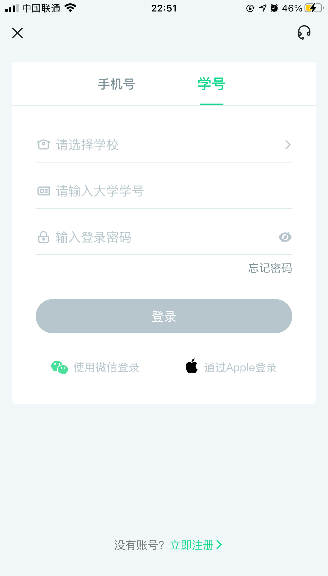 中国联通 22:51 46%
手机号 学号
请选择学校
请输入大学学号
输入登录密码
忘记密码
登录
使用微信登录 通过Apple登录
没有账号? 立即注册